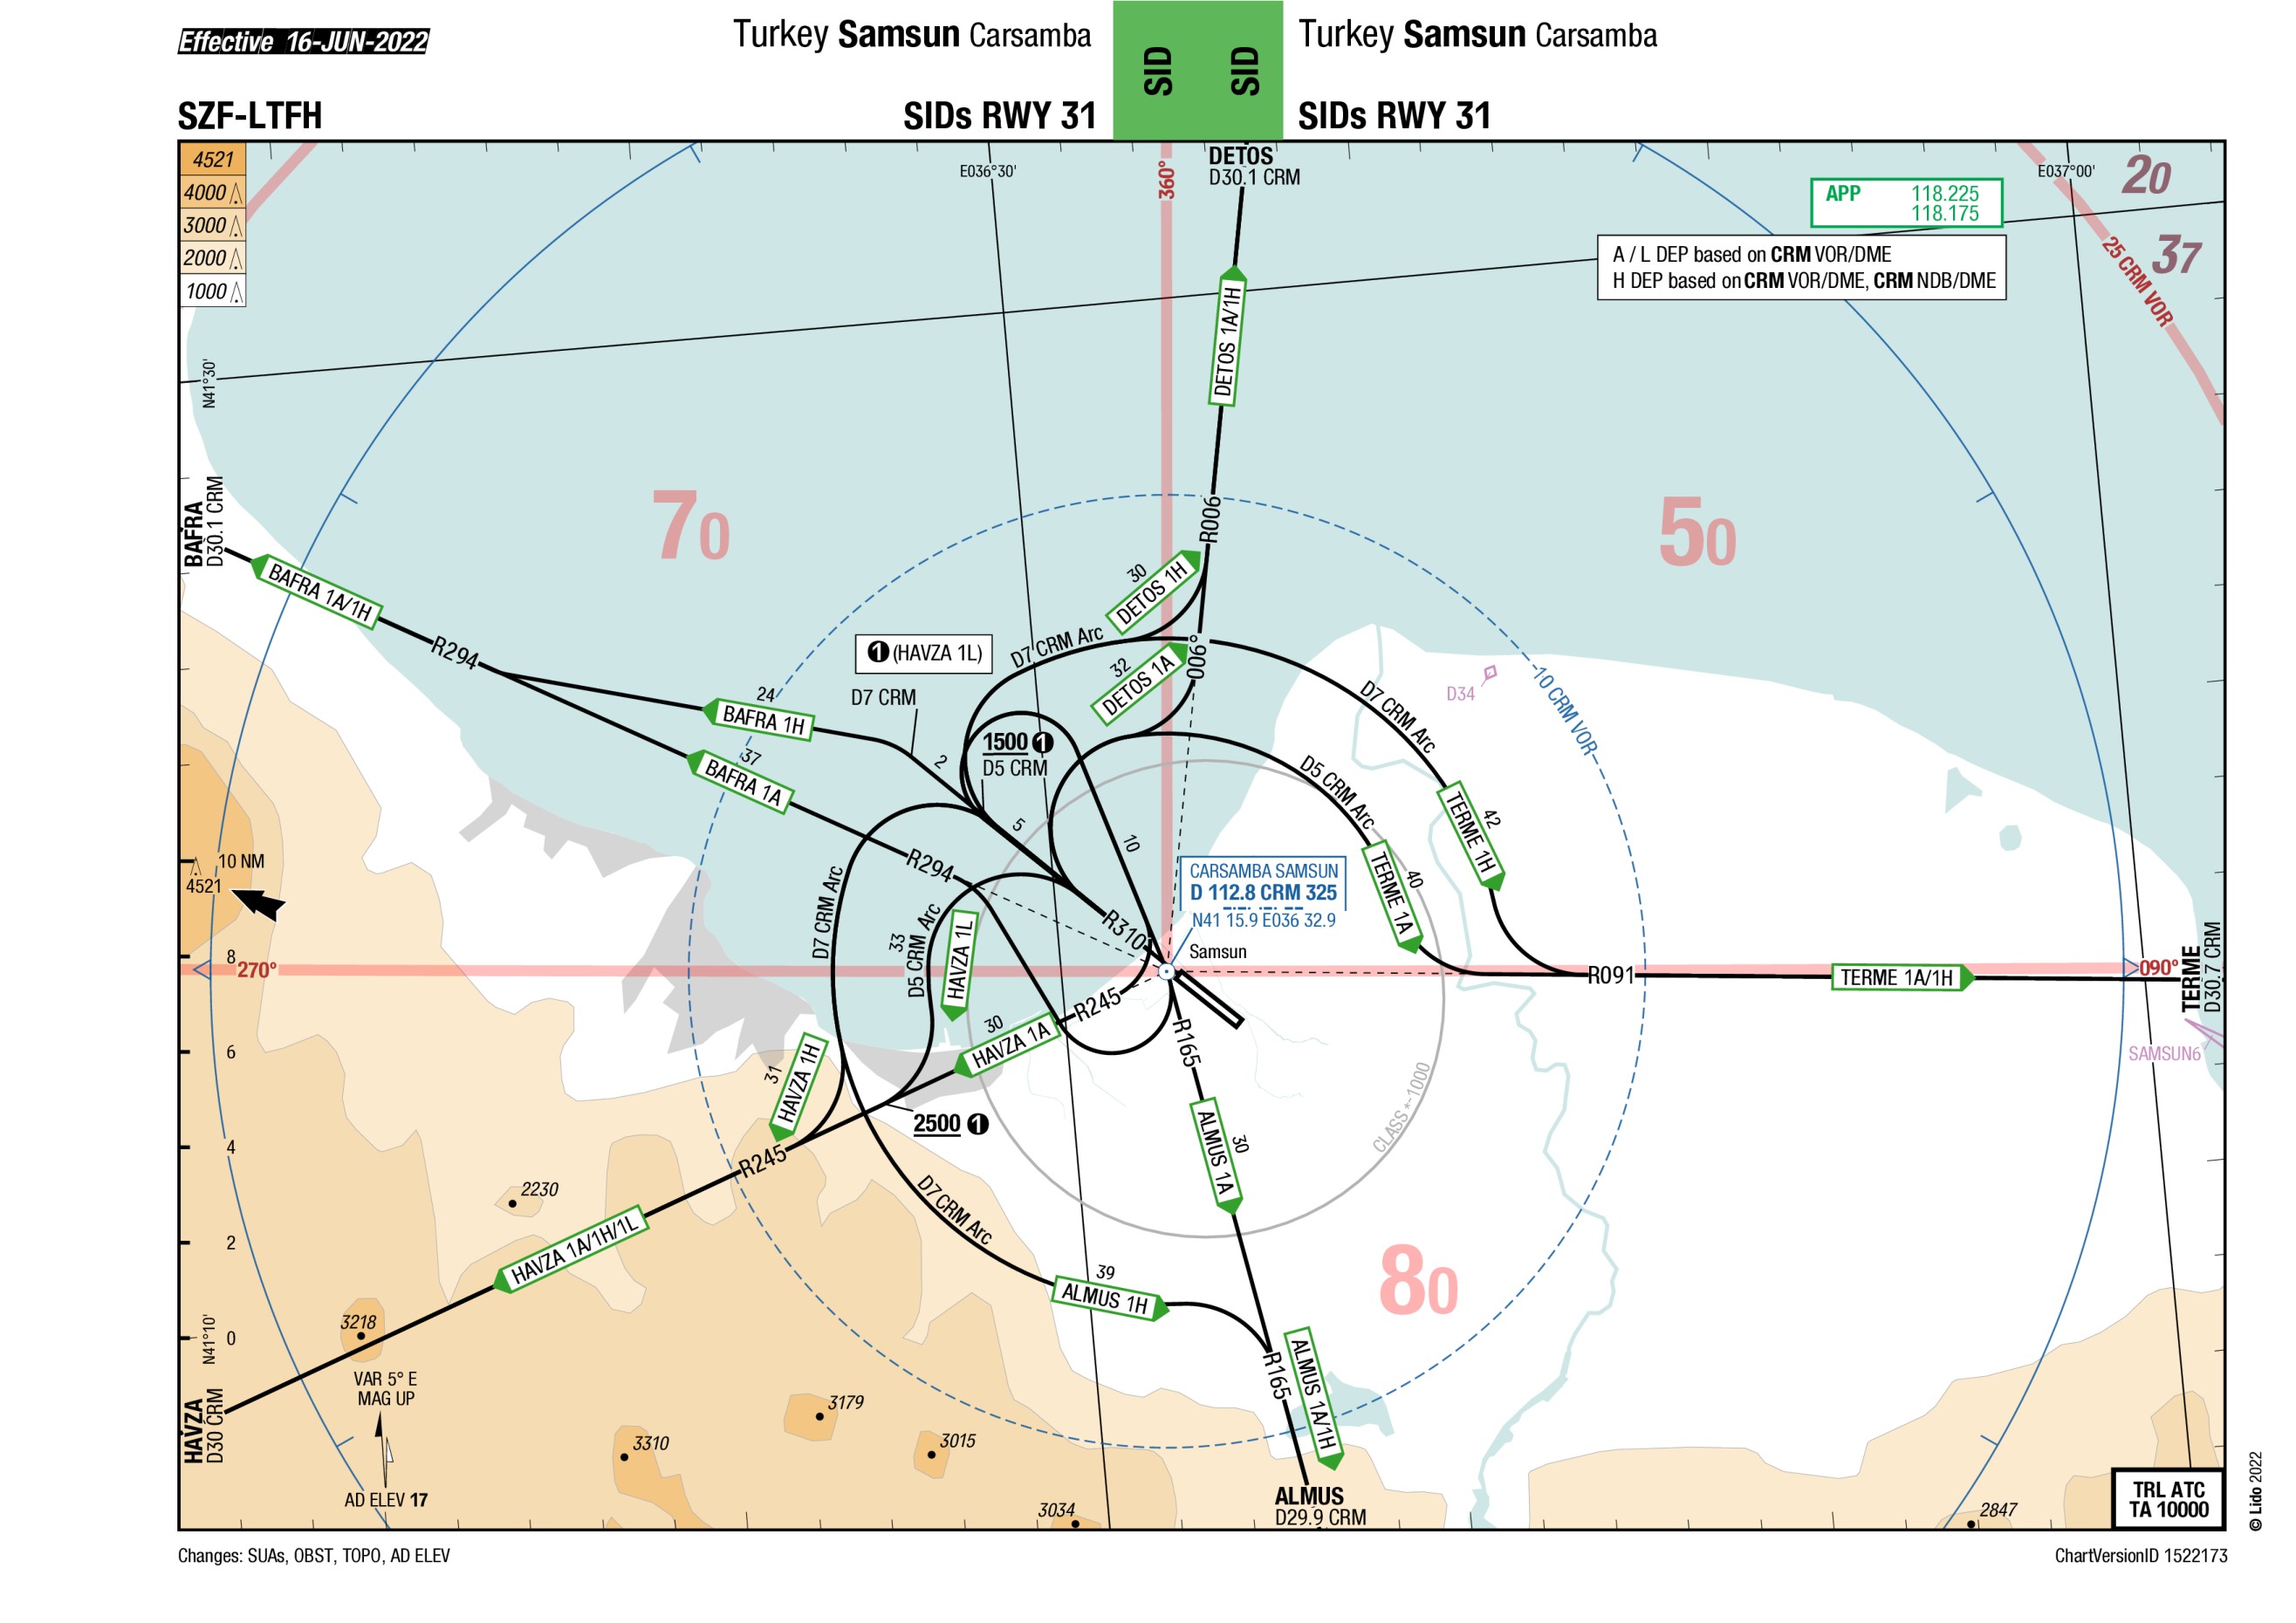 Effective 16-JUN-2022
Turkey Samsun Carsamba
SID
SID
Turkey Samsun Carsamba
SZF-LTFH
SIDs RWY 31
SIDs RWY 31
4521
4000
3000
2000
1000
E036°30'
360°
DETOS
D30.1 CRM
E037°00'
20
37
APP 118.225
118.175
25 CRM VOR
A / L DEP based on CRM VOR/DME
H DEP based on CRM VOR/DME, CRM NDB/DME
N41°30'
DETOS 1A/1H
R006
70
50
BAFRA
D30.1 CRM
BAFRA 1A/1H
R294
30
DETOS 1H
D7 CRM Arc
006°
32
DETOS 1A
1 (HAVZA 1L)
D7 CRM
24
BAFRA 1H
37
BAFRA 1A
2
1500 1
D5 CRM
5
10
D7 CRM Arc
D5 CRM Arc
D34
10 CRM VOR
TERME 1H
42
TERME 1A
40
10 NM
4521
R294
D7 CRM Arc
33
D5 CRM Arc
HAVZA 1L
R310
CARSAMBA SAMSUN
D 112.8 CRM 325
N41 15.9 E036 32.9
Samsun
8
270°
090°
R091
TERME 1A/1H
TERME
D30.7 CRM
SAMSUN6
R245
30
HAVZA 1A
R165
6
31
HAVZA 1H
2500 1
CLASS *-1000
4
R245
ALMUS 1A
30
2230
D7 CRM Arc
2
HAVZA 1A/1H/1L
39
ALMUS 1H
80
3218
N41°10'
0
R165
ALMUS 1A/1H
VAR 5° E
MAG UP
HAVZA
D30 CRM
3179
3310
3015
AD ELEV 17
3034
ALMUS
D29.9 CRM
2847
TRL ATC
TA 10000
© Lido 2022
Changes: SUAs, OBST, TOPO, AD ELEV
ChartVersionID 1522173